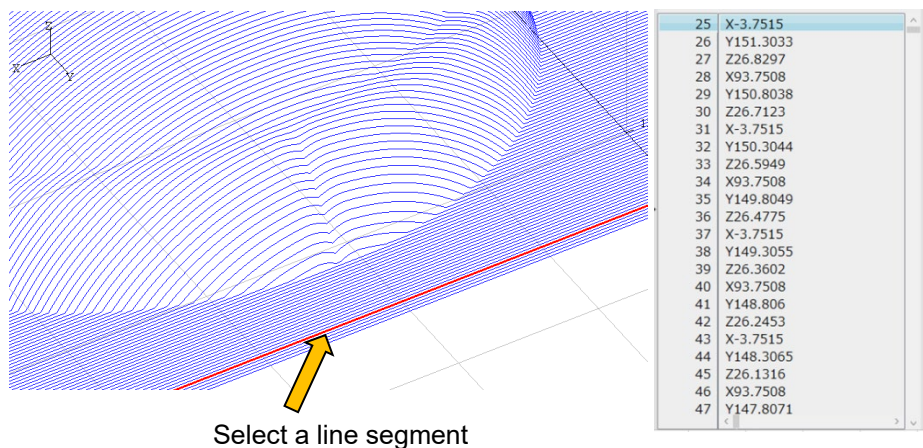 Z
X
Y
1
25 X-3.7515
26 Y151.3033
27 Z26.8297
28 X93.7508
29 Y150.8038
30 Z26.7123
31 X-3.7515
32 Y150.3044
33 Z26.5949
34 X93.7508
35 Y149.8049
36 Z26.4775
37 X-3.7515
38 Y149.3055
39 Z26.3602
40 X93.7508
41 Y148.806
42 Z26.2453
43 X-3.7515
44 Y148.3065
45 Z26.1316
46 X93.7508
47 Y147.8071
Select a line segment